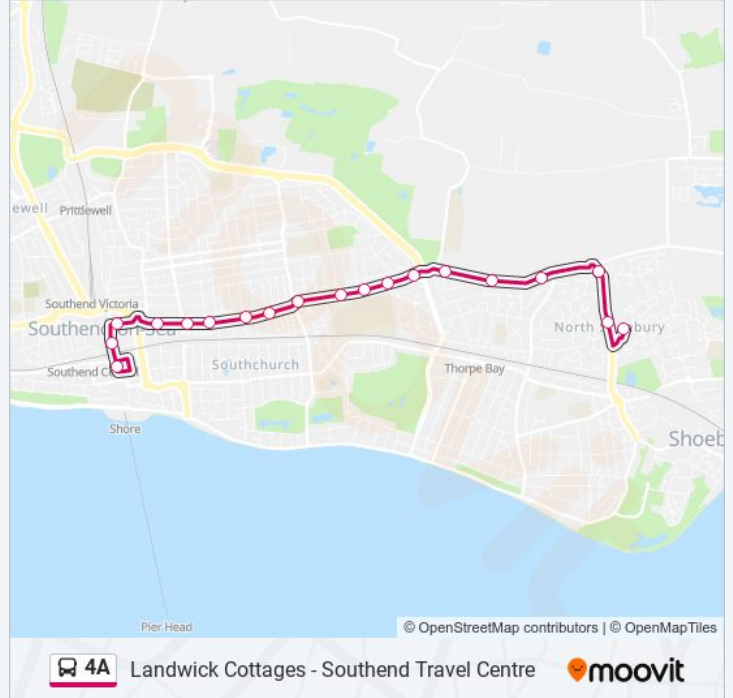 ewell
Prittlewell
Southend Victoria
Southend-on-Sea
Southend C
Southchurch
North S bury
Thorpe Bay
Shoeb
Shore
Pier Head
© OpenStreetMap contributors | © OpenMapTiles
4A Landwick Cottages - Southend Travel Centre moovit